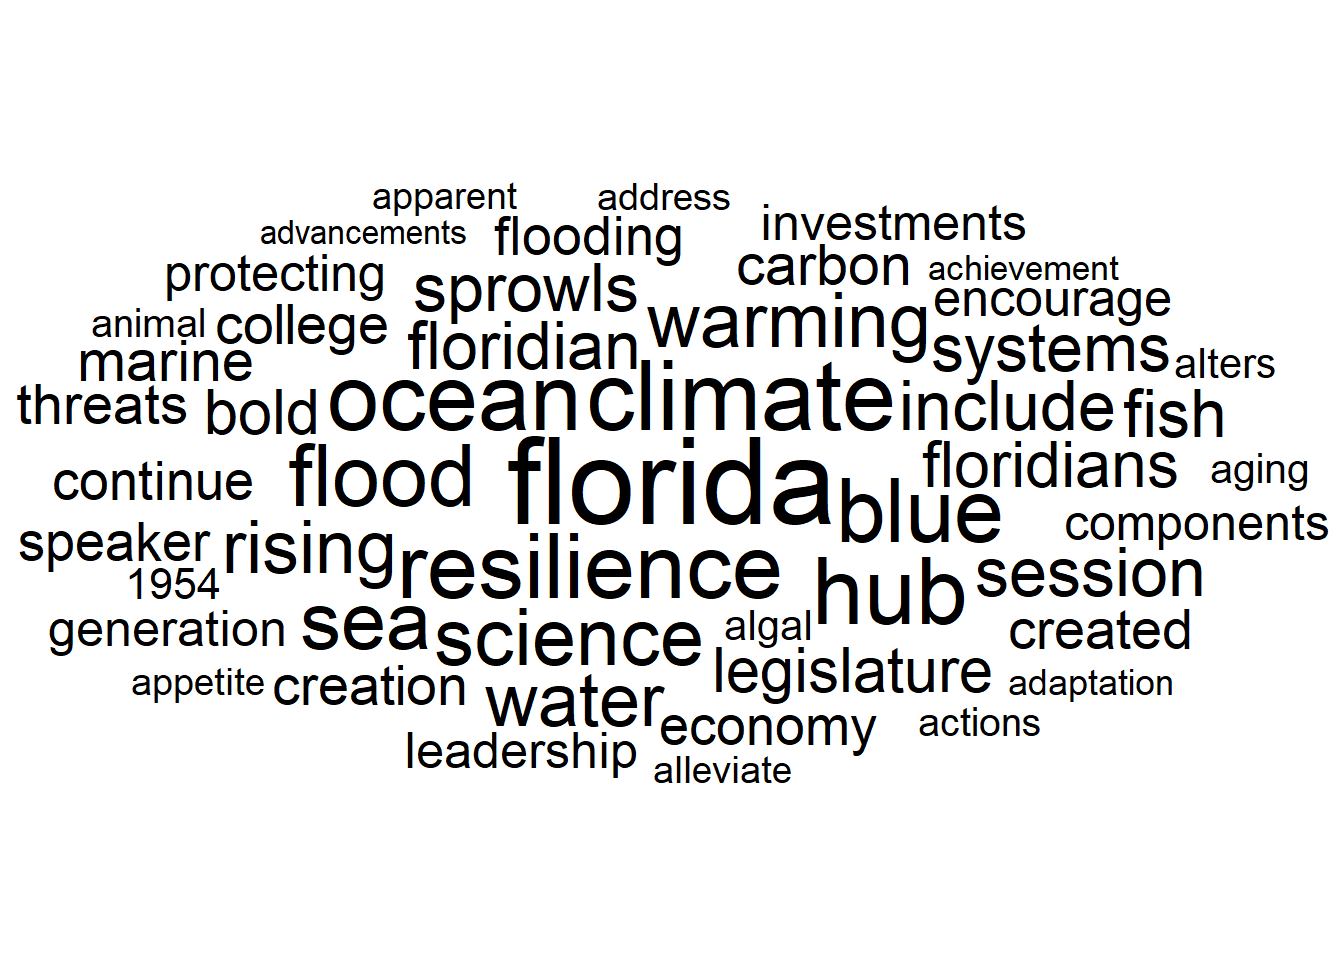 apparent address
advancements flooding investments
protecting sprowls carbon achievement
animal college floridian warming encourage
marine systems alters
threats bold ocean climate include fish
continue flood florida blue floridians aging
speaker rising resilience hub session components
1954
generation sea science algal created
appetite creation water legislature adaptation
leadership economy actions
alleviate